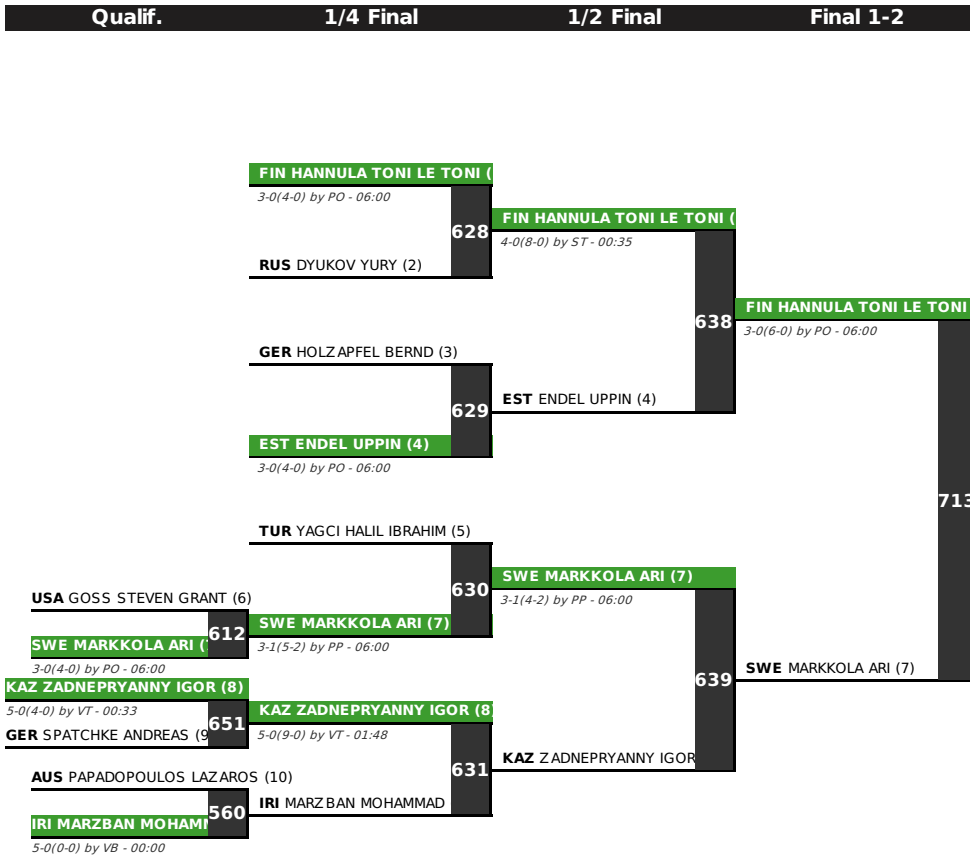 Qualif. 1/4 Final 1/2 Final Final 1-2
FIN HANNULA TONI LE TONI (
3-0(4-0) by PO - 06:00
628
RUS DYUKOV YURY (2)
FIN HANNULA TONI LE TONI (
4-0(8-0) by ST - 00:35
638
FIN HANNULA TONI LE TONI
3-0(6-0) by PO - 06:00
GER HOLZAPFEL BERND (3)
629
EST ENDEL UPPIN (4)
3-0(4-0) by PO - 06:00
EST ENDEL UPPIN (4)
713
TUR YAGCI HALIL IBRAHIM (5)
630
SWE MARKKOLA ARI (7)
3-1(5-2) by PP - 06:00
SWE MARKKOLA ARI (7)
3-1(4-2) by PP - 06:00
USA GOSS STEVEN GRANT (6)
612
SWE MARKKOLA ARI (
3-0(4-0) by PO - 06:00
639
SWE MARKKOLA ARI (7)
KAZ ZADNEPRYANNY IGOR (8)
5-0(4-0) by VT - 00:33
651
GER SPATCHKE ANDREAS (9
KAZ ZADNEPRYANNY IGOR (8)
5-0(9-0) by VT - 01:48
631
KAZ ZADNEPRYANNY IGOR
AUS PAPADOPOULOS LAZAROS (10)
560
IRI MARZBAN MOHAMM
5-0(0-0) by VB - 00:00
IRI MARZBAN MOHAMMAD